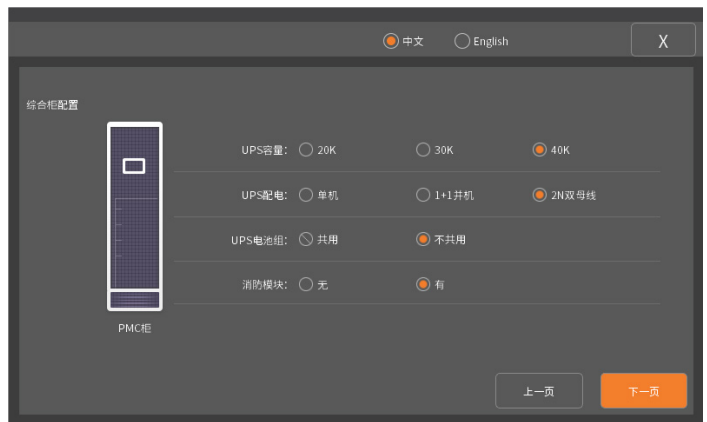 中文 English X
综合柜配置
UPS容量： 20K 30K 40K
UPS配电： 单机 1+1并机 2N双母线
UPS电池组： 共用 不共用
消防模块： 无 有
PMC柜
上一页 下一页